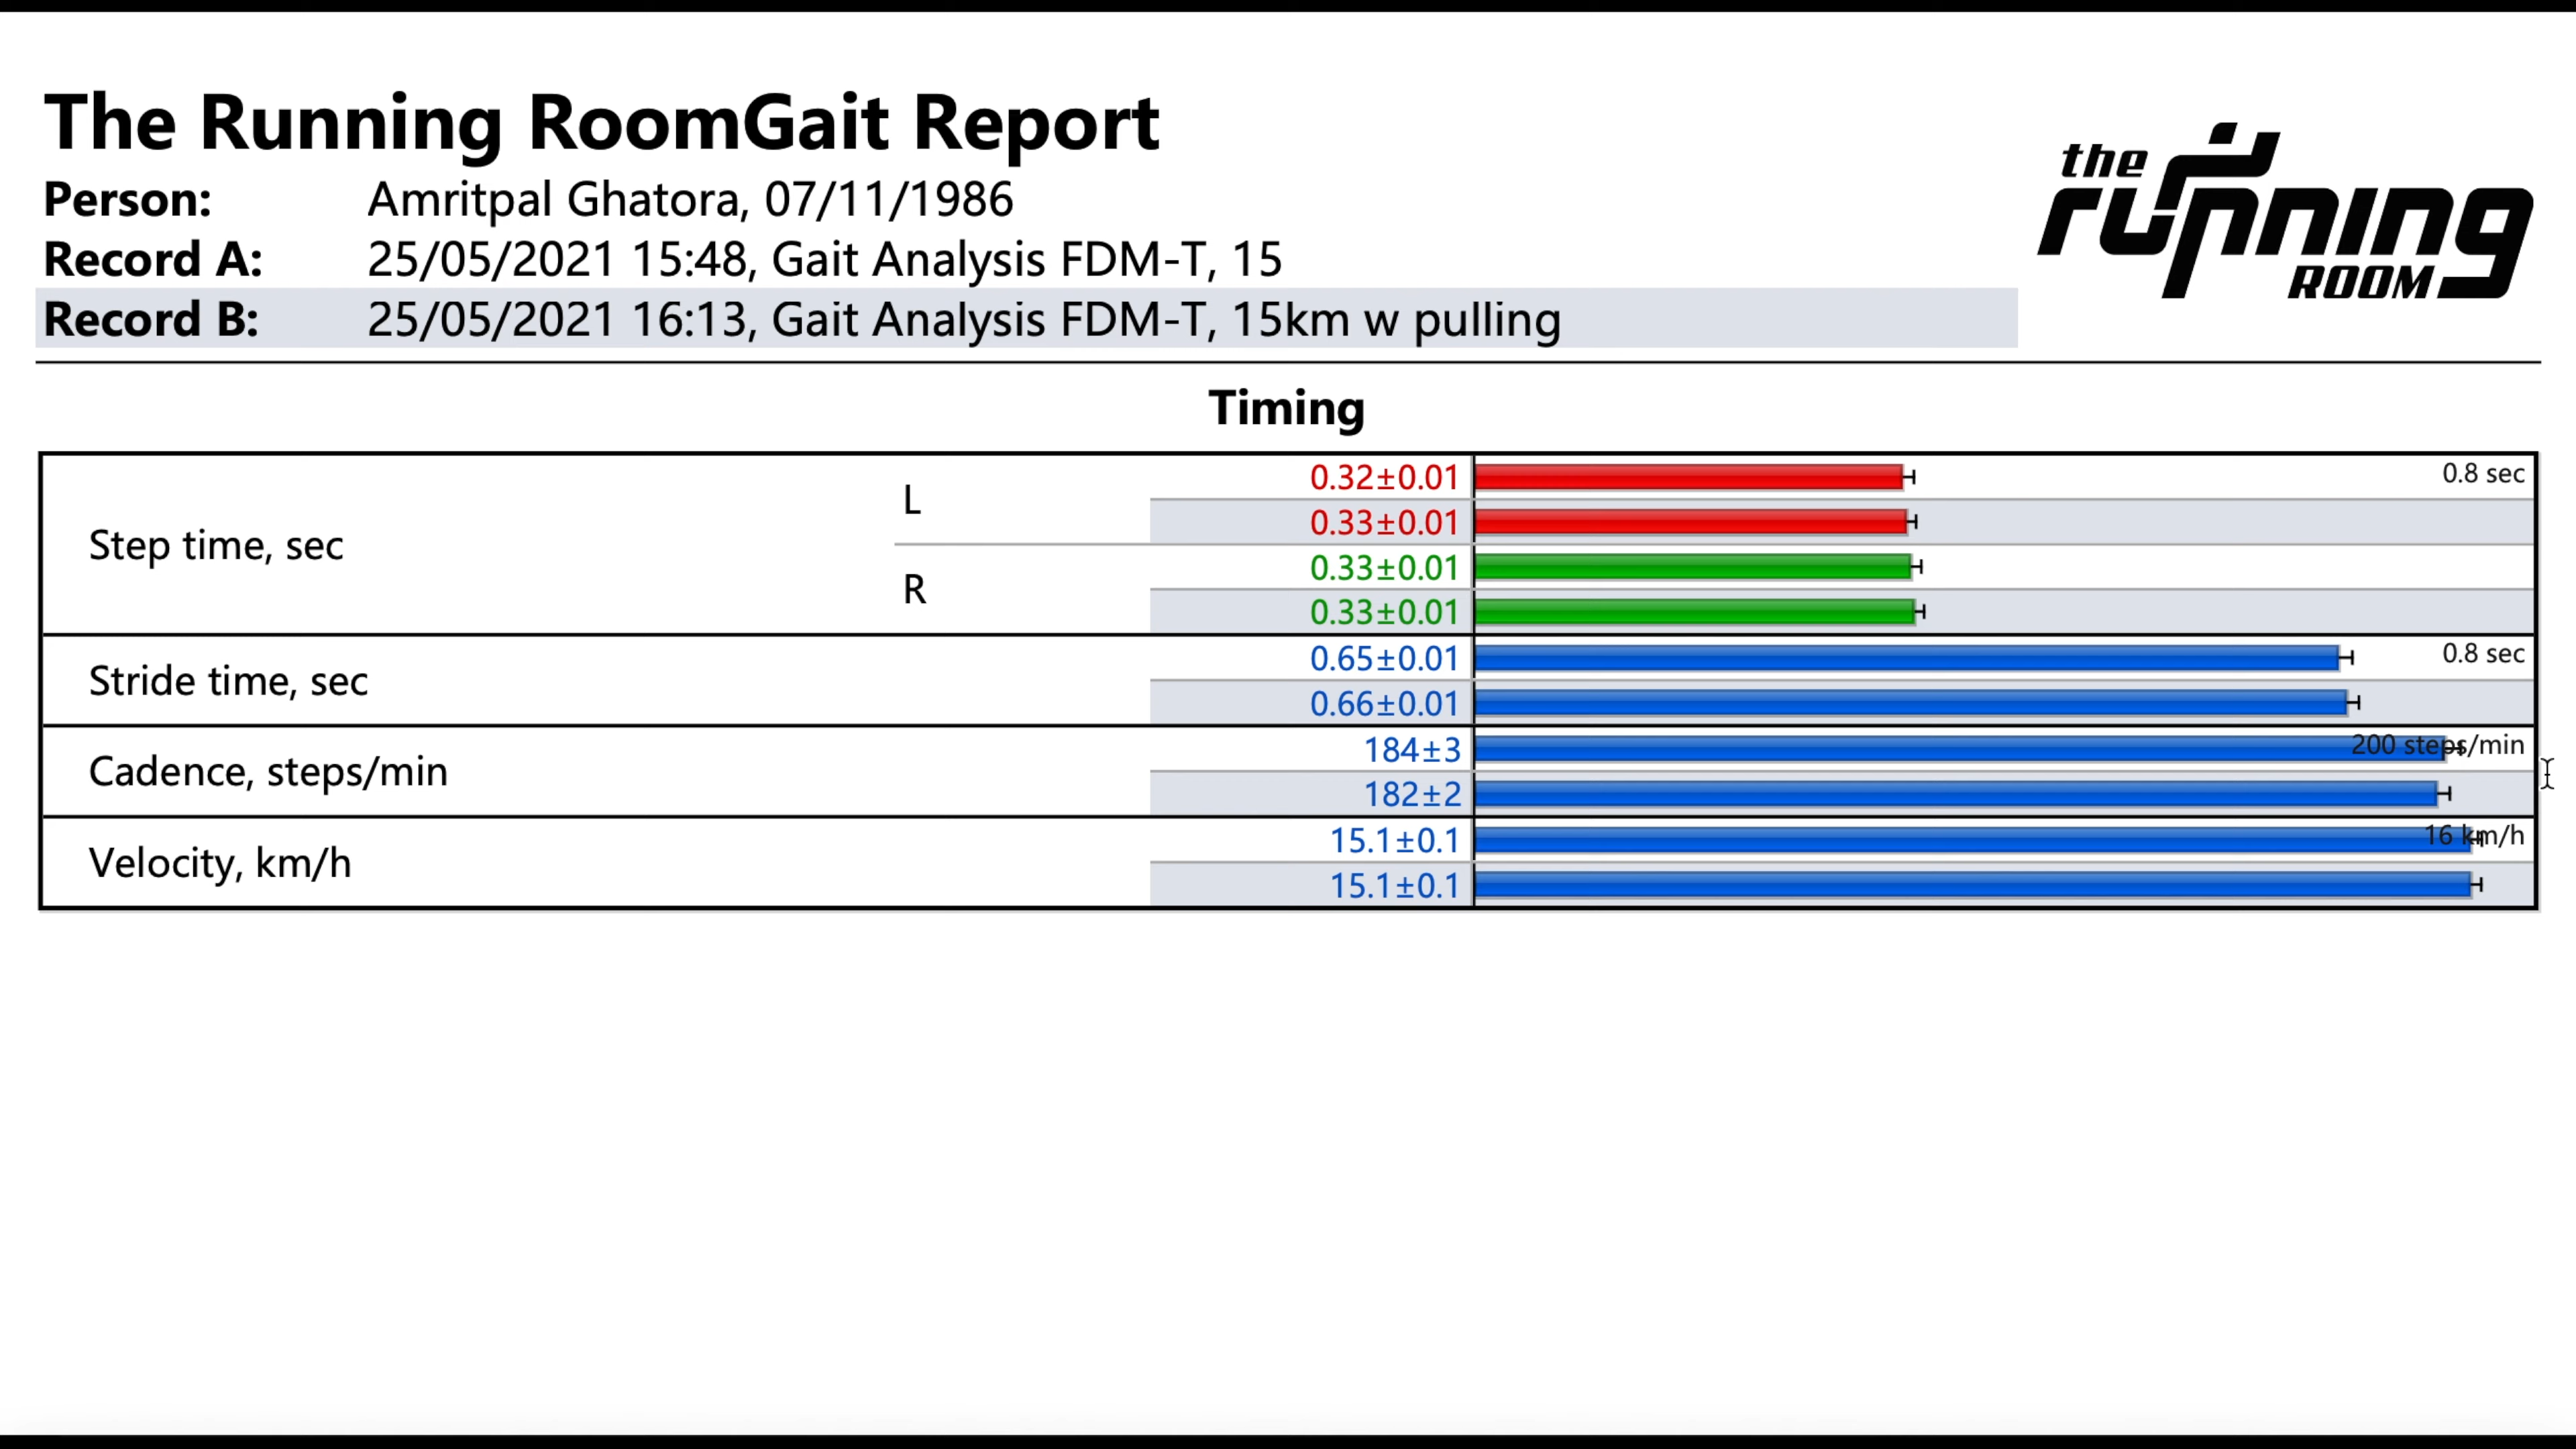 The Running RoomGait Report
Person: Amritpal Ghatora, 07/11/1986
Record A: 25/05/2021 15:48, Gait Analysis FDM-T, 15
Record B: 25/05/2021 16:13, Gait Analysis FDM-T, 15km w pulling
the running ROOM
Timing
Step time, sec
L
0.32±0.01 0.8 sec
0.33±0.01
R
0.33±0.01
0.33±0.01
Stride time, sec
0.65±0.01 0.8 sec
0.66±0.01
Cadence, steps/min
184±3 200 steps/min
182±2
Velocity, km/h
15.1±0.1 16 km/h
15.1±0.1